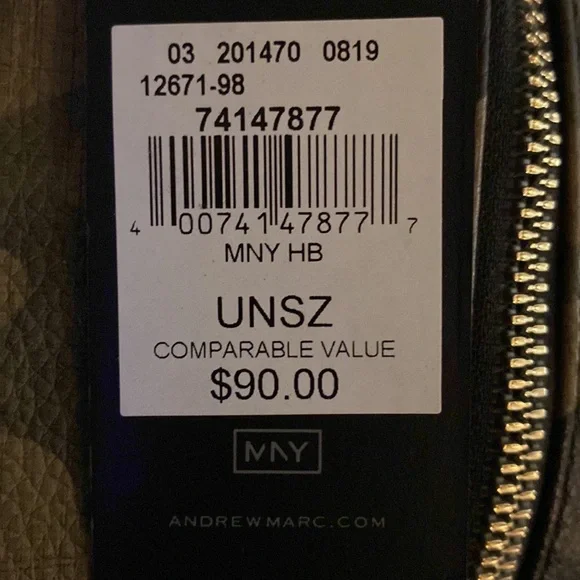 03 201470 0819
12671-98
74147877
4 00741 47877 7
MNY HB
UNSZ
COMPARABLE VALUE
$90.00
MNY
ANDREWMARC.COM